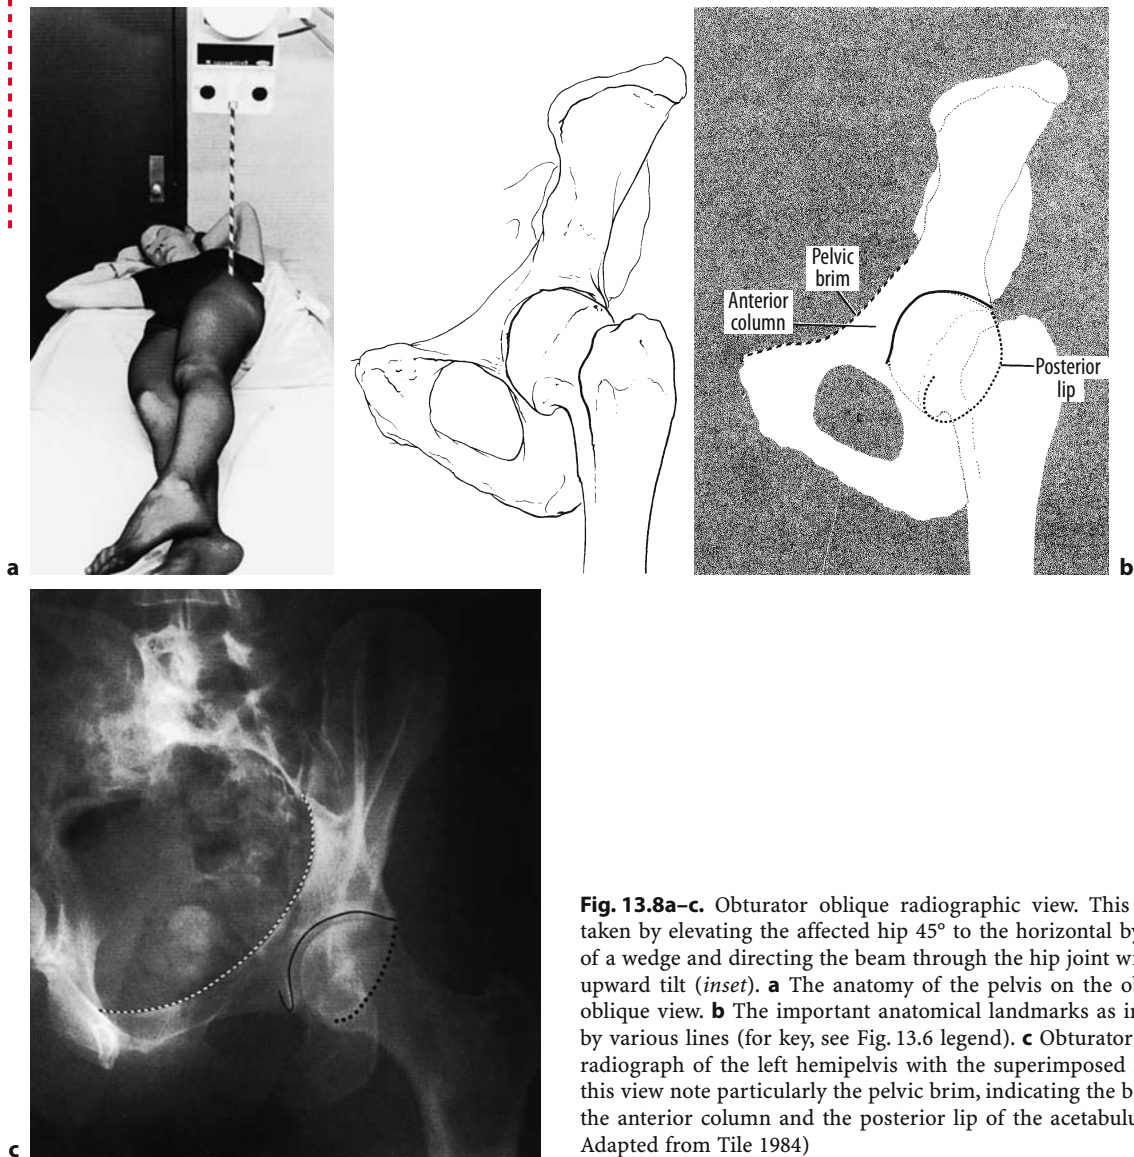 Pelvic
brim
Anterior
column
Posterior
lip
a
b
c
Fig. 13.8a–c. Obturator oblique radiographic view. This
taken by elevating the affected hip 45° to the horizontal by
of a wedge and directing the beam through the hip joint
upward tilt (inset). a The anatomy of the pelvis on the
oblique view. b The important anatomical landmarks as
by various lines (for key, see Fig. 13.6 legend). c Obturator
radiograph of the left hemipelvis with the superimposed
this view note particularly the pelvic brim, indicating the
the anterior column and the posterior lip of the
Adapted from Tile 1984)